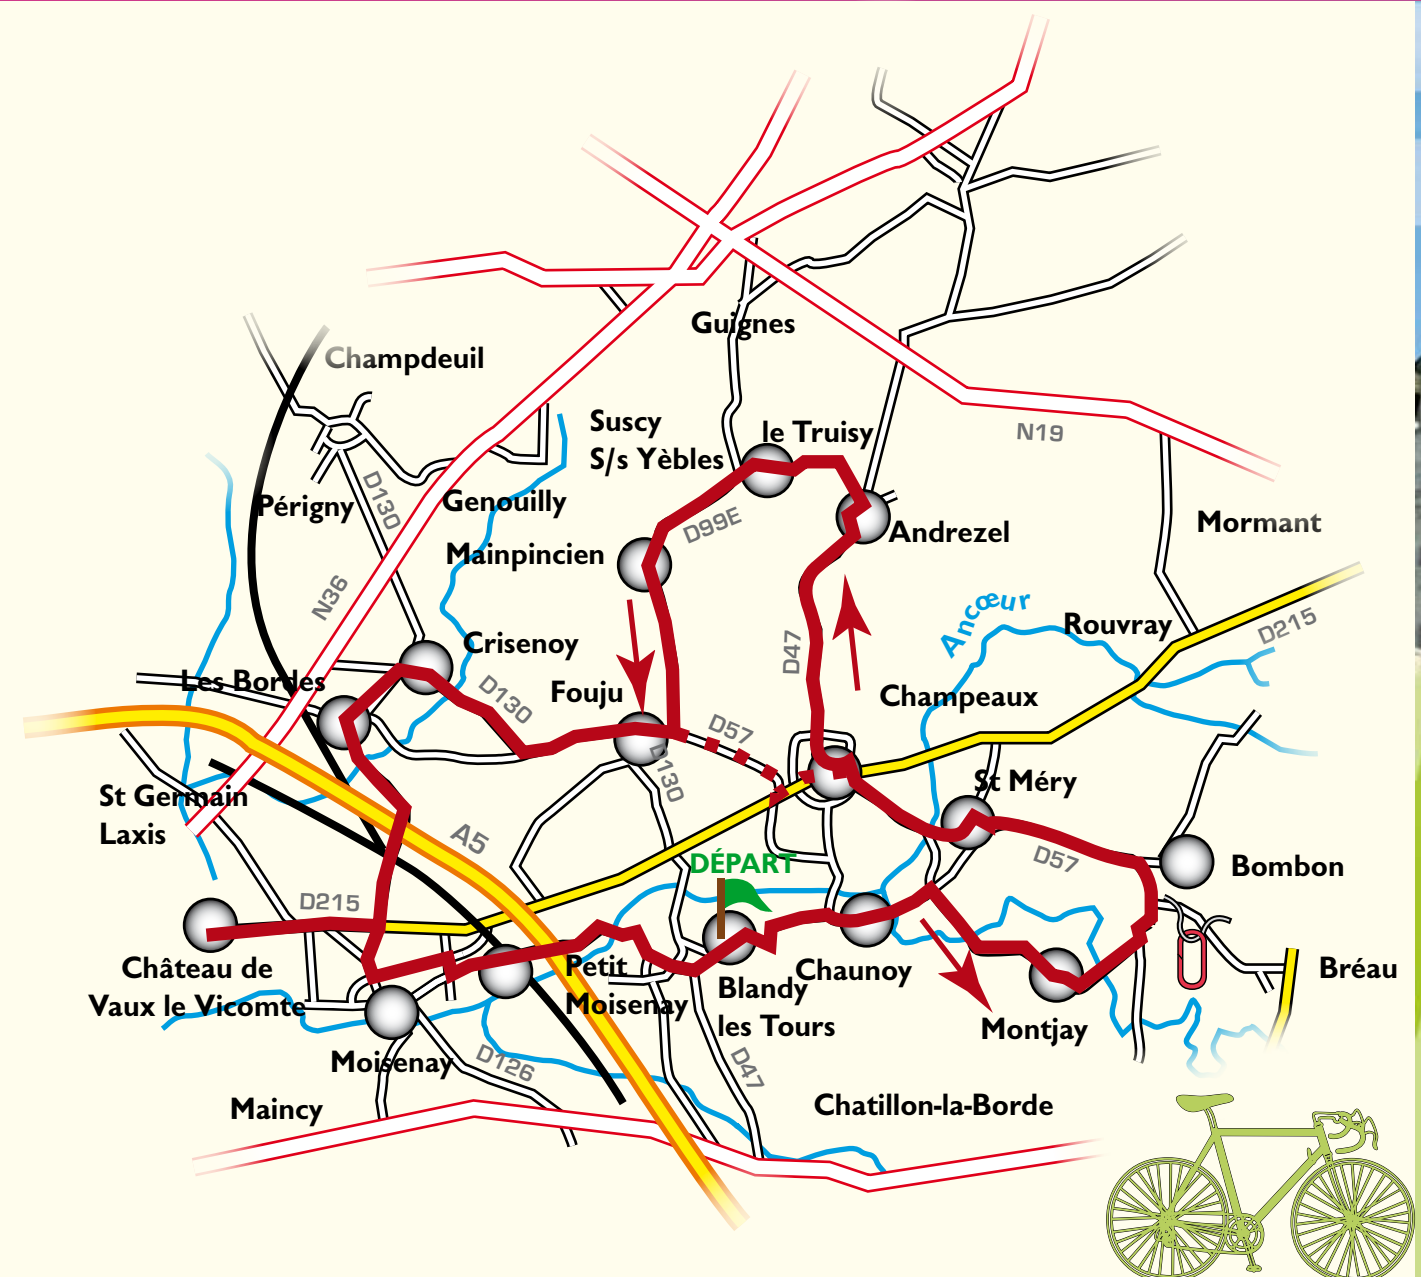 Guignes
Champdeuil
Suscy
S/s Yèbles
le Truisy
N19
D130
Périgny
Genouilly
D99E
Mormant
Andrezel
Mainpincien
N36
Ancœur
Rouvray
D215
Crisenoy
D47
Les Bordes
Fouju
D130
Champeaux
D57
D130
St Méry
St Germain
Laxis
A5
D57
DÉPART
Bombon
D215
Château de
Vaux le Vicomte
Petit
Moisenay
Chaunoy
Blandy
les Tours
Bréau
Montjay
Moisenay
D126
D47
Maincy
Chatillon-la-Borde